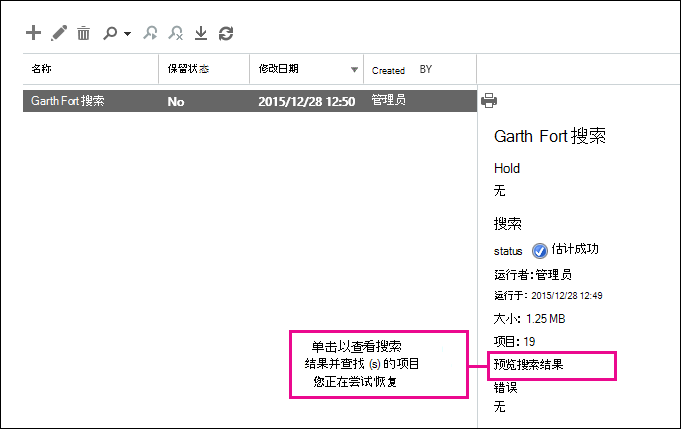 名称 保留状态 修改日期 Created BY
Garth Fort 搜索 No 2015/12/28 12:50 管理员
Garth Fort 搜索
Hold
无
搜索
status 估计成功
运行者: 管理员
运行于: 2015/12/28 12:49
大小: 1.25 MB
项目: 19
预览搜索结果
错误
无
单击以查看搜索
结果并查找 (s) 的项目
您正在尝试恢复